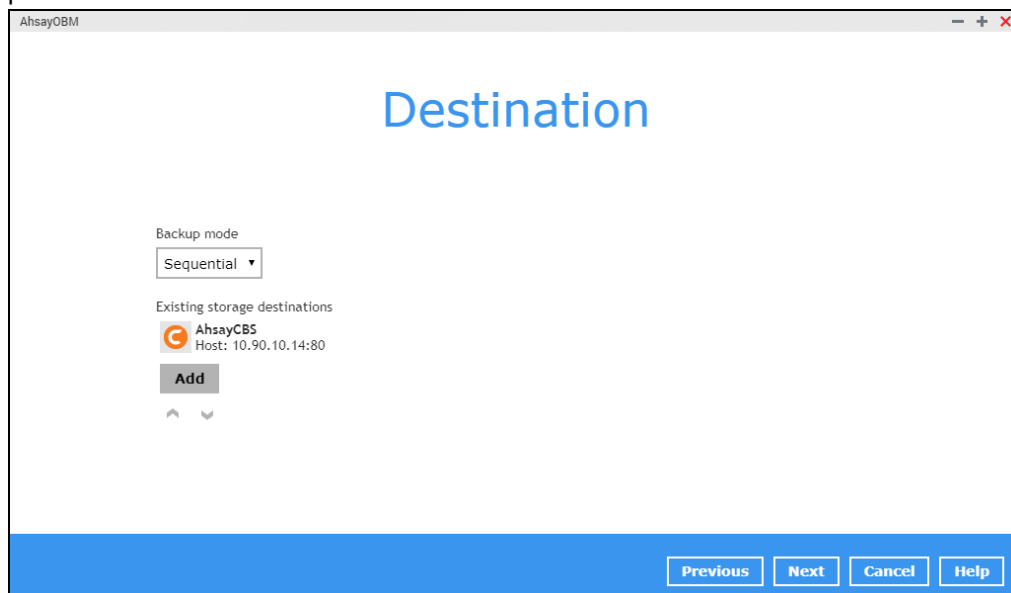 AhsayOBM
Destination
Backup mode
Sequential
Existing storage destinations
AhsayCBS
Host: 10.90.10.14:80
Add
Previous Next Cancel Help